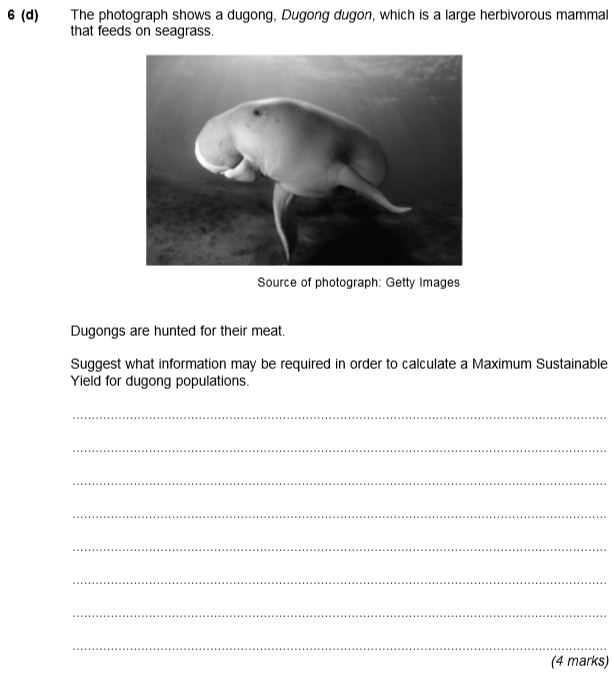 6 (d) The photograph shows a dugong, Dugong dugon, which is a large herbivorous mammal
that feeds on seagrass.
Source of photograph: Getty Images
Dugongs are hunted for their meat.
Suggest what information may be required in order to calculate a Maximum Sustainable
Yield for dugong populations.
(4 marks)